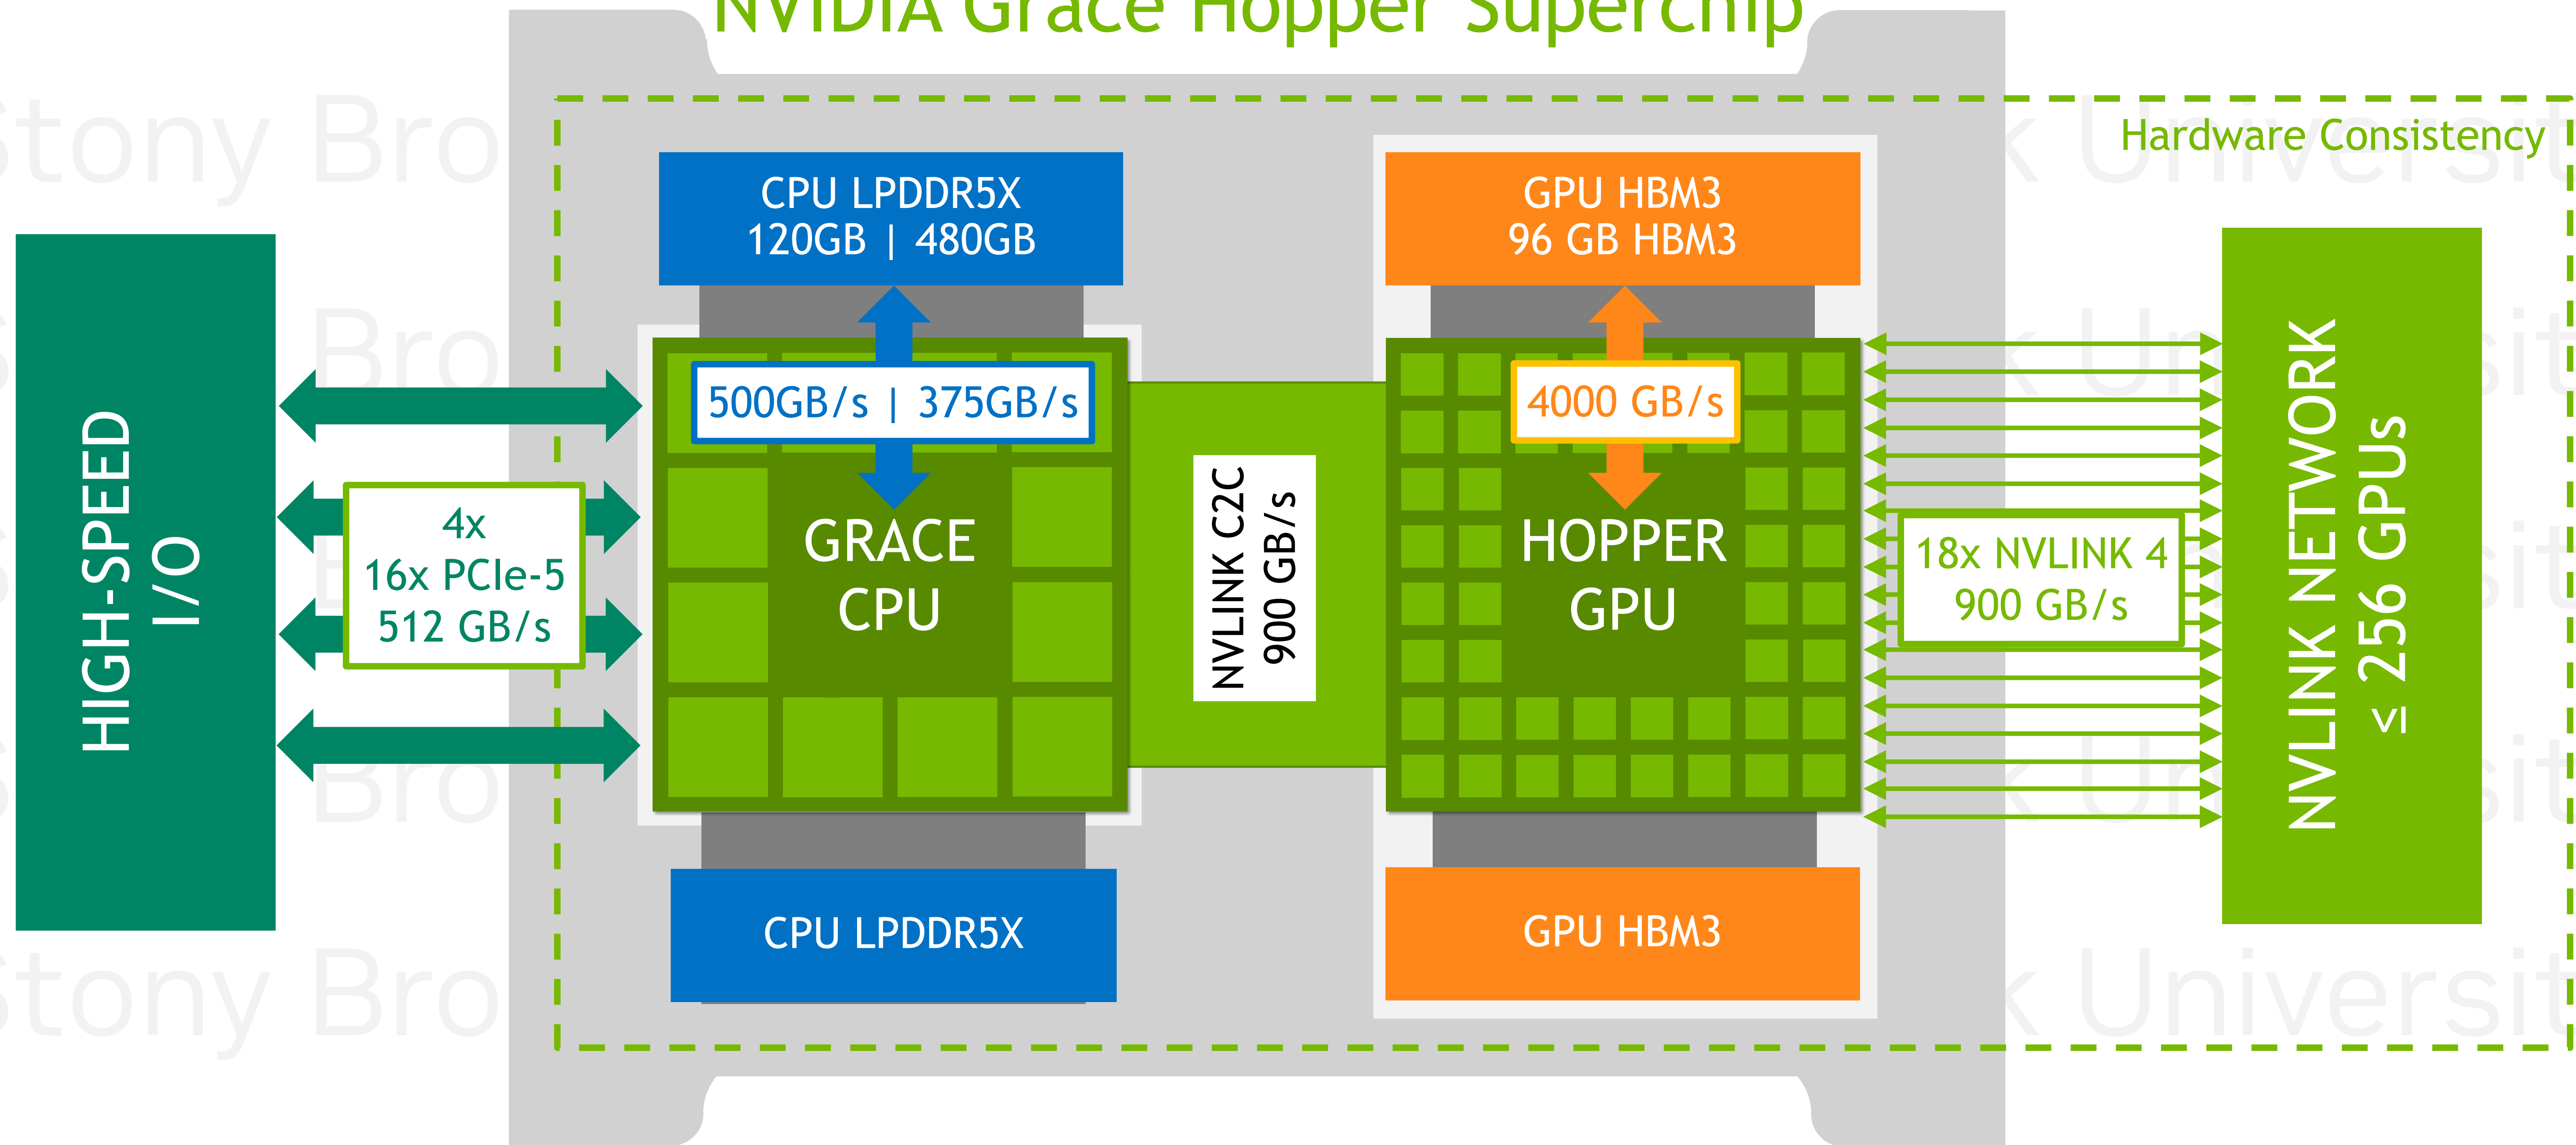 NVIDIA Grace Hopper Superchip
Hardware Consistency
CPU LPDDR5X
120GB | 480GB
GPU HBM3
96 GB HBM3
500GB/s | 375GB/s
4000 GB/s
HIGH-SPEED
I/O
4x
16x PCIe-5
512 GB/s
GRACE
CPU
NVLINK C2C
900 GB/s
HOPPER
GPU
18x NVLINK 4
900 GB/s
NVLINK NETWORK
≤ 256 GPUs
CPU LPDDR5X
GPU HBM3